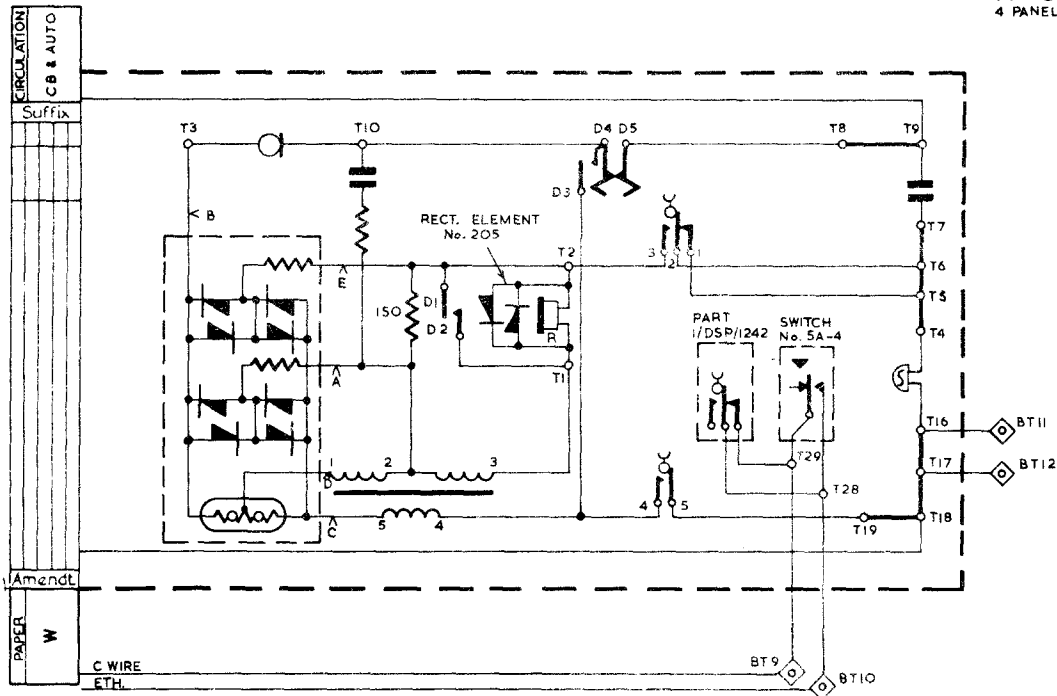 4 PANEL
CIRCULATION
CB & AUTO
Suffix
Amendt.
PAPER
W
T3
T10
D4 D5
T8
T9
D3
B
RECT. ELEMENT
No. 205
T2
3
2
1
T7
T6
T5
T4
E
150
D1
D2
R
T1
A
PART
1/DSP/1242
SWITCH
No. 5A-4
T16
BT11
T17
BT12
T29
T28
1
2
3
D
5
4
C
4
5
T19
T18
C WIRE
ETH.
BT9
BT10